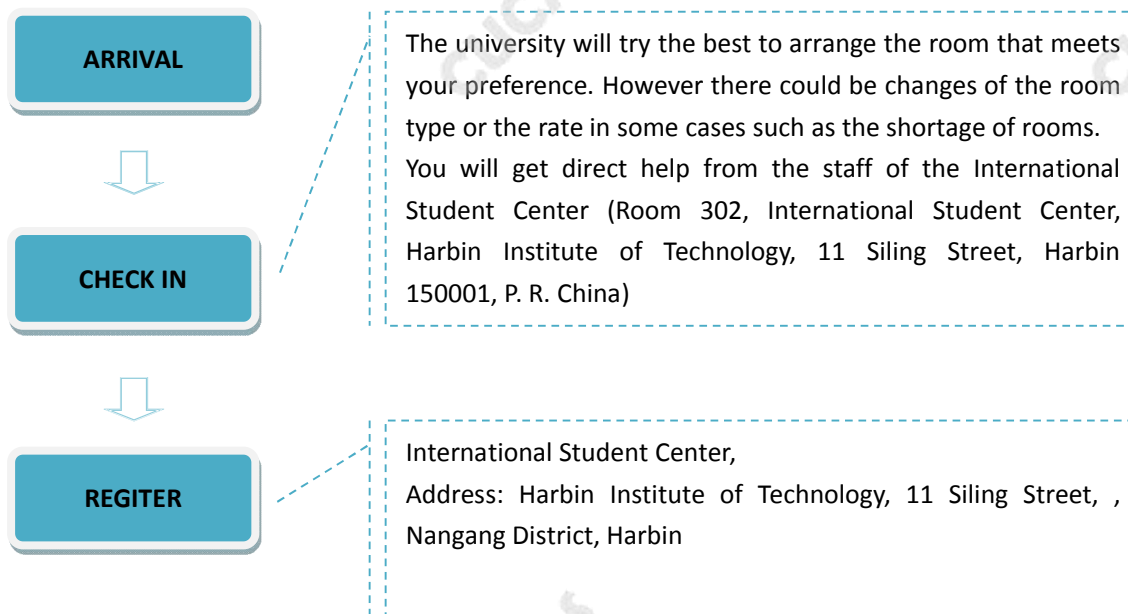 ARRIVAL
The university will try the best to arrange the room that meets
your preference. However there could be changes of the room
type or the rate in some cases such as the shortage of rooms.
You will get direct help from the staff of the International
Student Center (Room 302, International Student Center,
Harbin Institute of Technology, 11 Siling Street, Harbin
150001, P. R. China)
CHECK IN
REGITER
International Student Center,
Address: Harbin Institute of Technology, 11 Siling Street, ,
Nangang District, Harbin